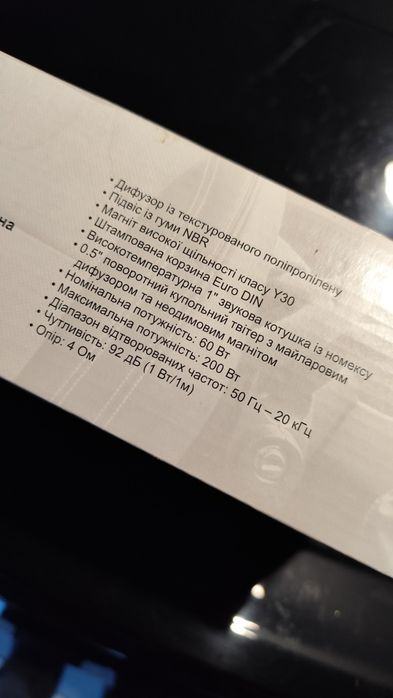 на
• Дифузор із текстурованого поліпропілену
• Підвіс із гуми NBR
• Магніт високої щільності класу Y30
• Штампована корзина Euro DIN
• Високотемпературна 1" звукова котушка із номексу
• 0.5" поворотний купольний твітер з майларовим
дифузором та неодимовим магнітом
• Номінальна потужність: 60 Вт
• Максимальна потужність: 200 Вт
• Діапазон відтворюваних частот: 50 Гц – 20 кГц
• Чутливість: 92 дБ (1 Вт/1м)
• Опір: 4 Ом